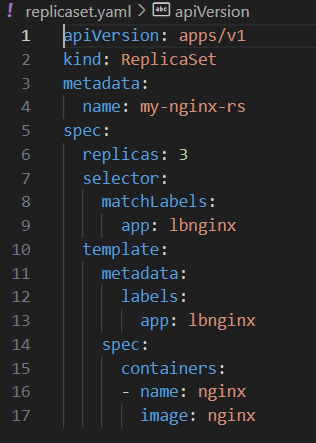 ! replicaset.yaml > abc apiVersion
1 apiVersion: apps/v1
2 kind: ReplicaSet
3 metadata:
4   name: my-nginx-rs
5 spec:
6   replicas: 3
7   selector:
8     matchLabels:
9       app: lbnginx
10   template:
11     metadata:
12       labels:
13         app: lbnginx
14     spec:
15       containers:
16       - name: nginx
17         image: nginx